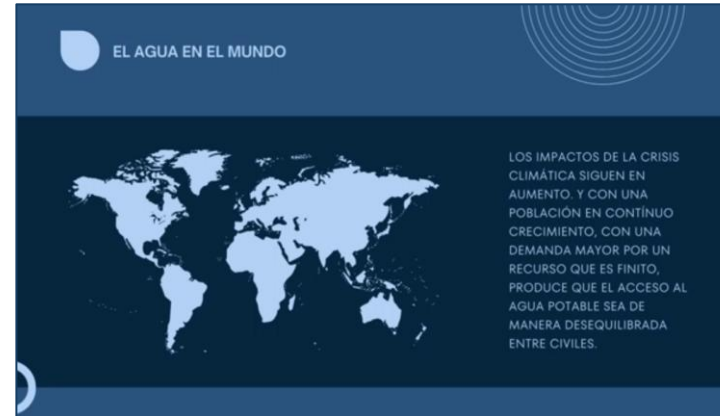 EL AGUA EN EL MUNDO
LOS IMPACTOS DE LA CRISIS
CLIMÁTICA SIGUEN EN
AUMENTO. Y CON UNA
POBLACIÓN EN CONTÍNUO
CRECIMIENTO, CON UNA
DEMANDA MAYOR POR UN
RECURSO QUE ES FINITO,
PRODUCE QUE EL ACCESO AL
AGUA POTABLE SEA DE
MANERA DESEQUILIBRADA
ENTRE CIVILES.